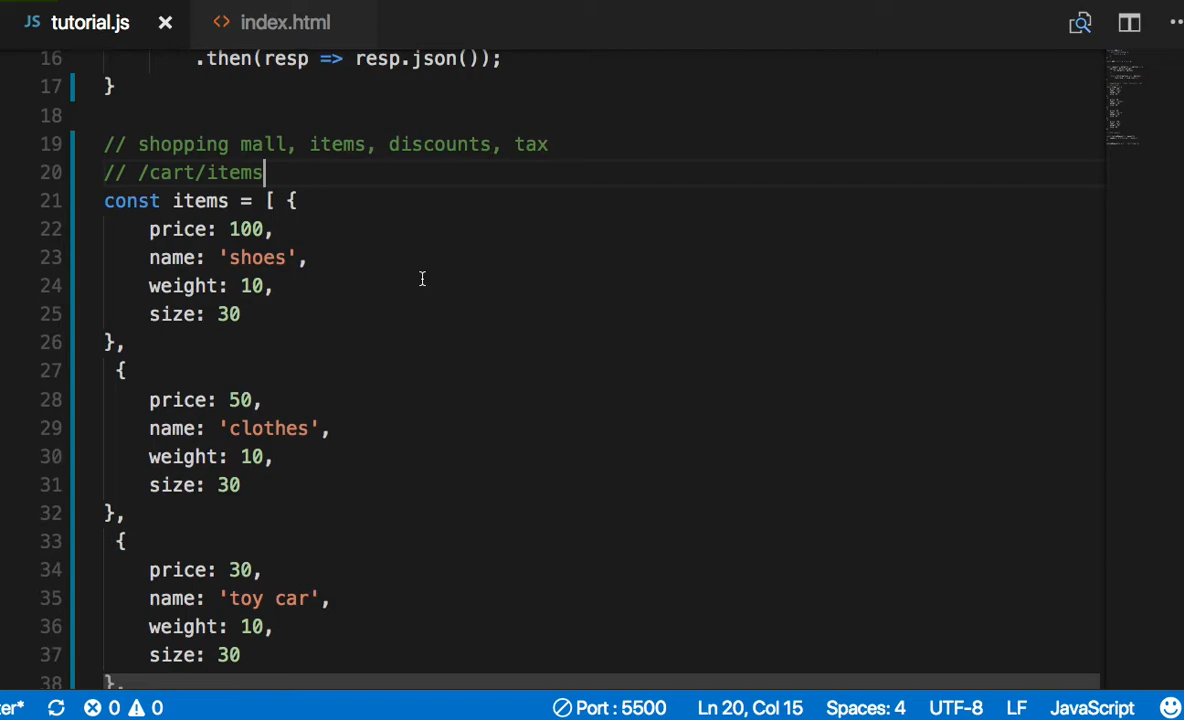 JS tutorial.js × <> index.html
16 .then(resp => resp.json());
17 }
18
19 // shopping mall, items, discounts, tax
20 // /cart/items
21 const items = [ {
22 price: 100,
23 name: 'shoes',
24 weight: 10,
25 size: 30
26 },
27 {
28 price: 50,
29 name: 'clothes',
30 weight: 10,
31 size: 30
32 },
33 {
34 price: 30,
35 name: 'toy car',
36 weight: 10,
37 size: 30
38 },
ter* 0 0 Port : 5500 Ln 20, Col 15 Spaces: 4 UTF-8 LF JavaScript